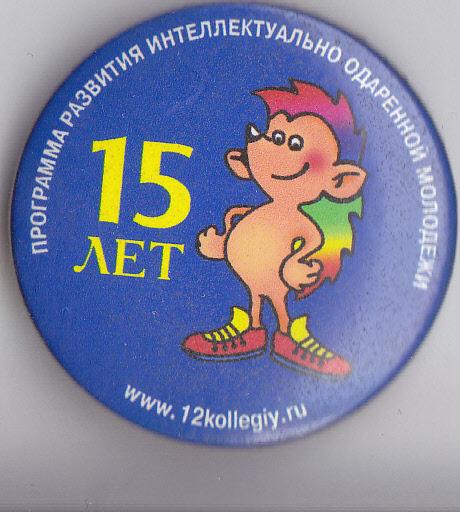 ПРОГРАММА РАЗВИТИЯ ИНТЕЛЛЕКТУАЛЬНО ОДАРЕННОЙ МОЛОДЕЖИ
15
ЛЕТ
www.12kollegiy.ru